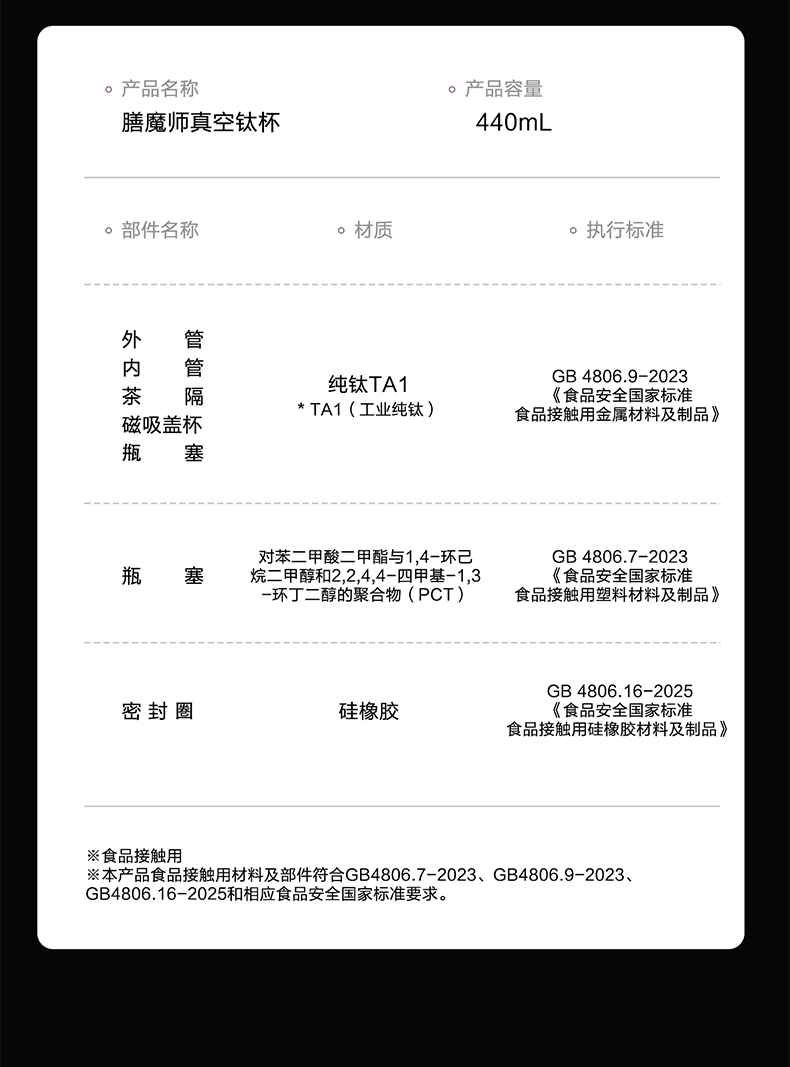 产品名称
产品容量
膳魔师真空钛杯
440mL
部件名称
材质
执行标准
外管
内管
茶隔
磁吸盖杯
瓶塞
纯钛TA1
* TA1（工业纯钛）
GB 4806.9-2023
《食品安全国家标准
食品接触用金属材料及制品》
瓶塞
对苯二甲酸二甲酯与1,4-环己
烷二甲醇和2,2,4,4-四甲基-1,3
-环丁二醇的聚合物（PCT）
GB 4806.7-2023
《食品安全国家标准
食品接触用塑料材料及制品》
密封圈
硅橡胶
GB 4806.16-2025
《食品安全国家标准
食品接触用硅橡胶材料及制品》
※食品接触用
※本产品食品接触用材料及部件符合GB4806.7-2023、GB4806.9-2023、
GB4806.16-2025和相应食品安全国家标准要求。